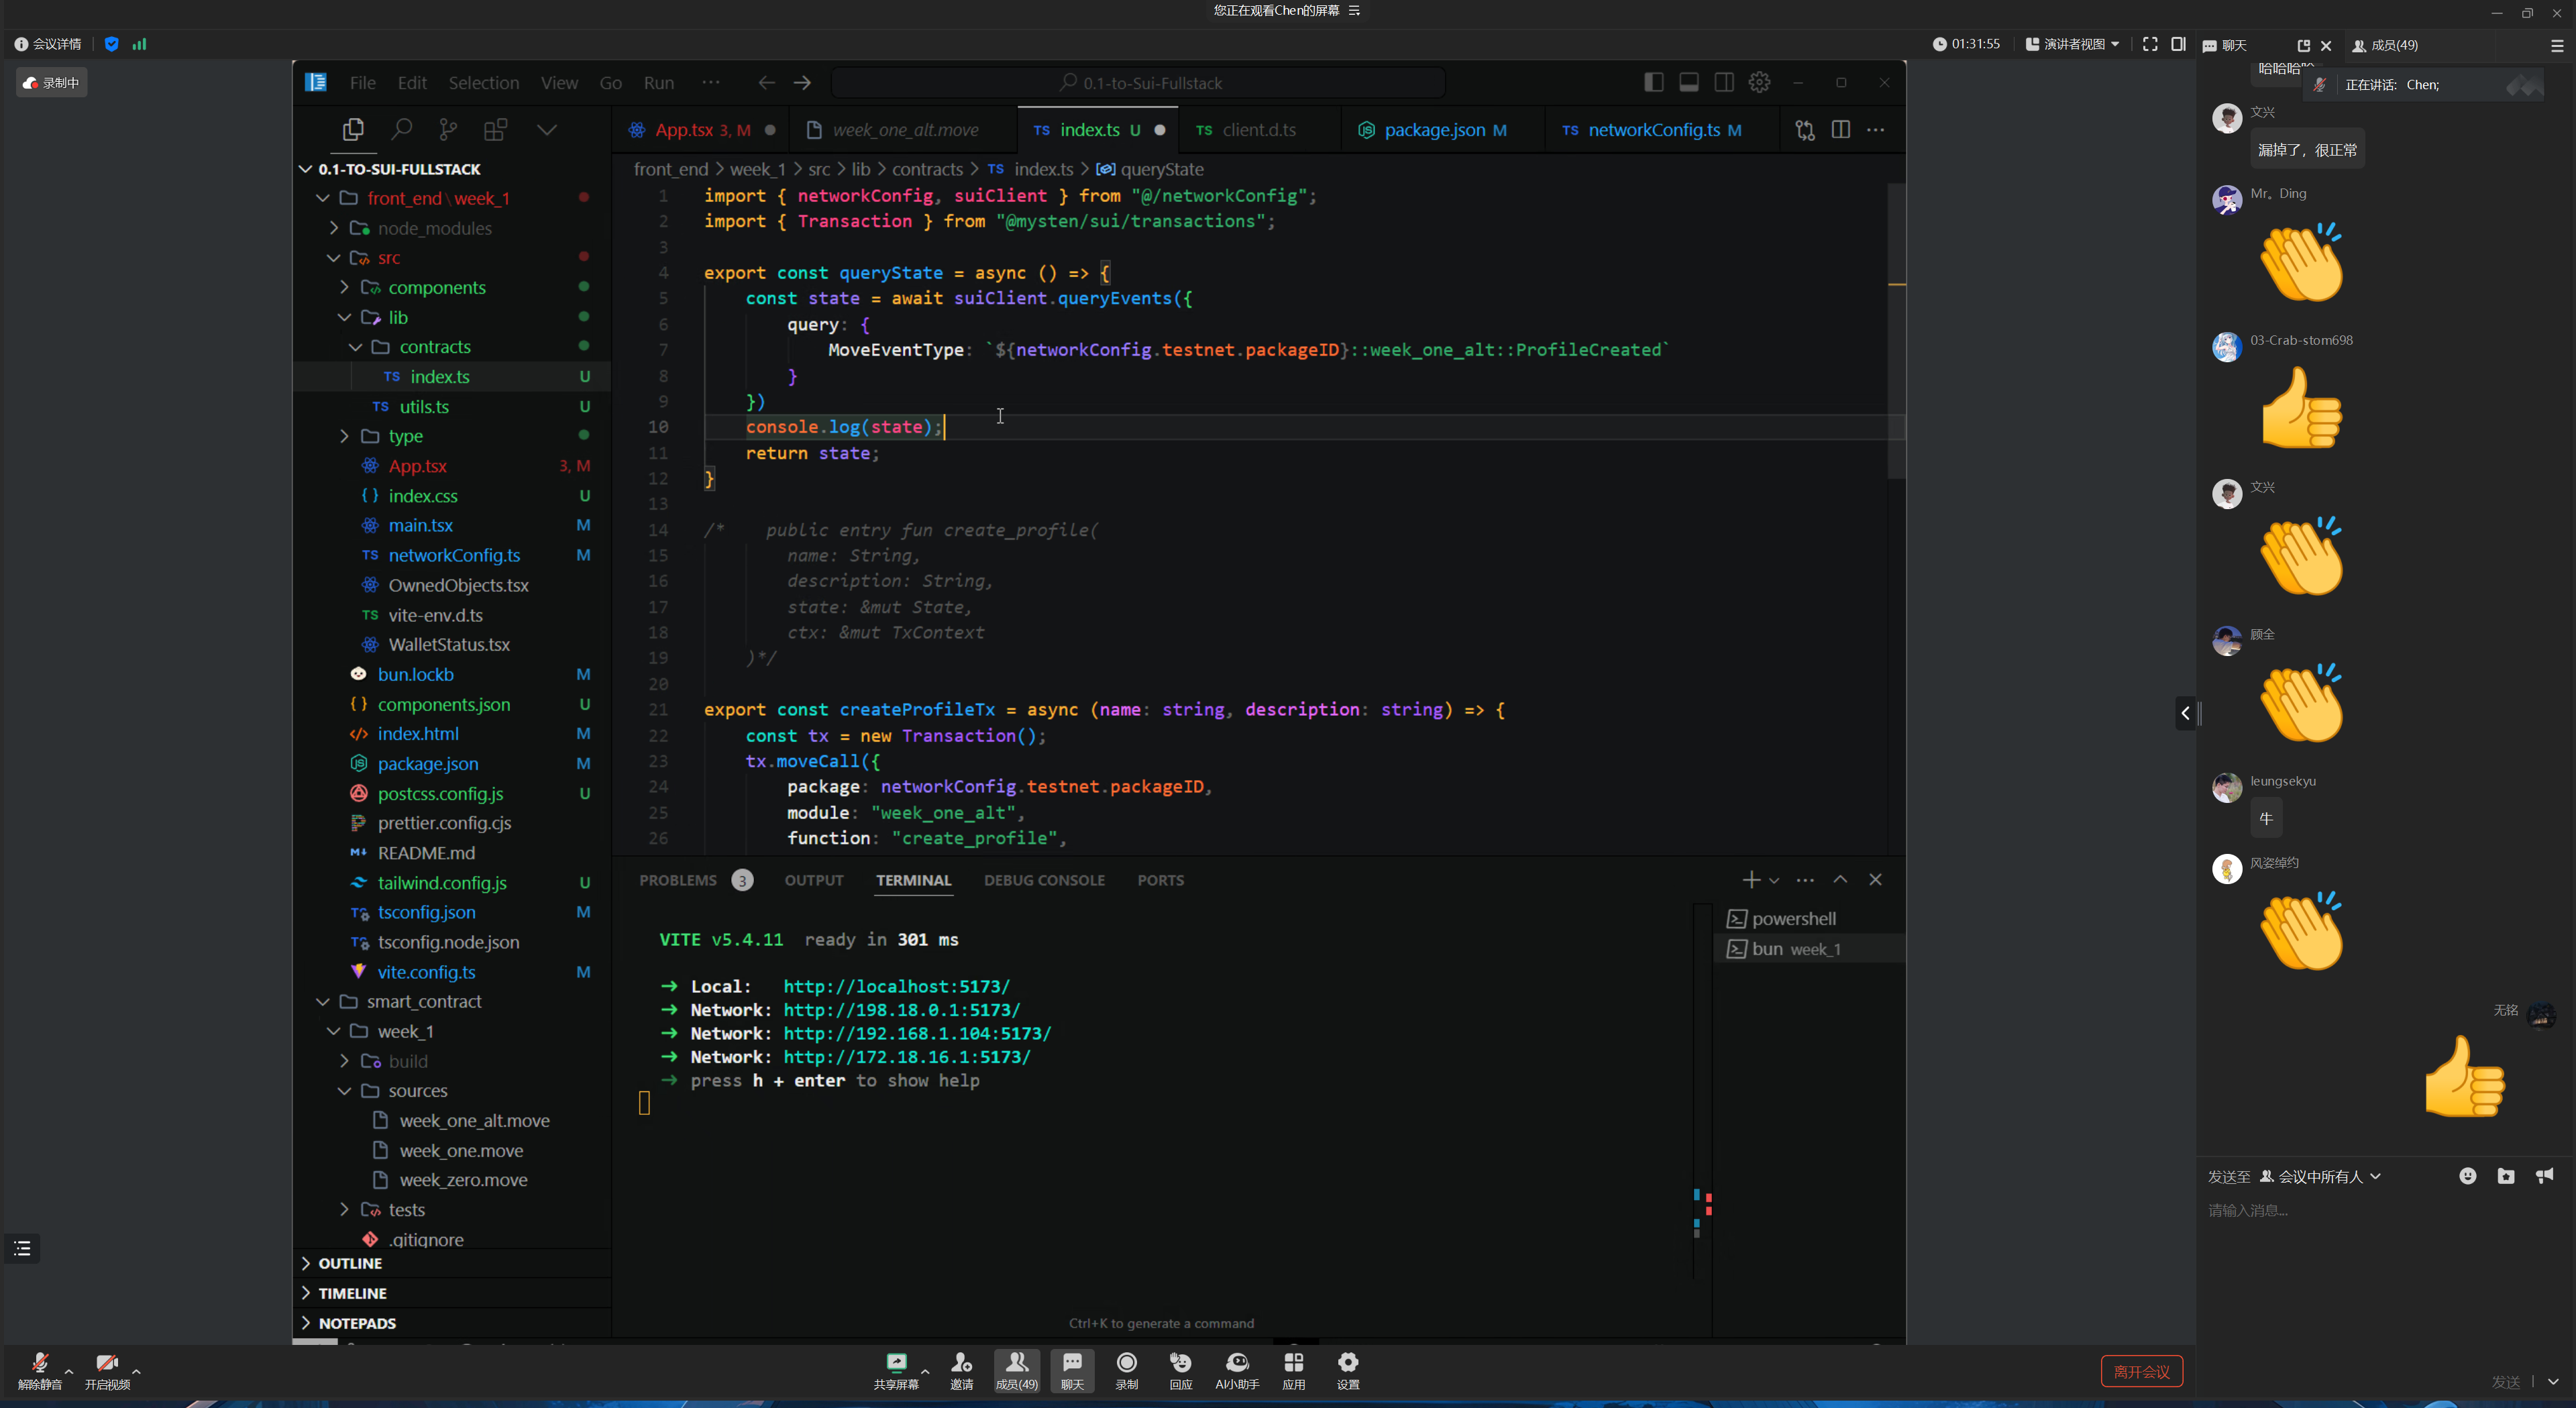 您正在观看Chen的屏幕
会议详情
01:31:55
演讲者视图
聊天
成员(49)
录制中
File Edit Selection View Go Run ···
0.1-to-Sui-Fullstack
App.tsx 3, M
week_one_alt.move
TS index.ts U
TS client.d.ts
package.json M
TS networkConfig.ts M
0.1-TO-SUI-FULLSTACK
front_end\week_1
node_modules
src
components
lib
contracts
TS index.ts U
TS utils.ts U
type
App.tsx 3, M
{ } index.css U
main.tsx M
TS networkConfig.ts M
OwnedObjects.tsx
TS vite-env.d.ts
WalletStatus.tsx
bun.lockb M
{ } components.json U
</> index.html M
package.json M
postcss.config.js U
prettier.config.cjs
M↓ README.md
tailwind.config.js U
tsconfig.json M
tsconfig.node.json
vite.config.ts M
smart_contract
week_1
build
sources
week_one_alt.move
week_one.move
week_zero.move
tests
.gitignore
OUTLINE
TIMELINE
NOTEPADS
front_end > week_1 > src > lib > contracts > TS index.ts > queryState
1 import { networkConfig, suiClient } from "@/networkConfig";
2 import { Transaction } from "@mysten/sui/transactions";
3
4 export const queryState = async () => {
5 const state = await suiClient.queryEvents({
6 query: {
7 MoveEventType: `${networkConfig.testnet.packageID}::week_one_alt::ProfileCreated`
8 }
9 })
10 console.log(state);
11 return state;
12 }
13
14 /* public entry fun create_profile(
15 name: String,
16 description: String,
17 state: &mut State,
18 ctx: &mut TxContext
19 )*/
20
21 export const createProfileTx = async (name: string, description: string) => {
22 const tx = new Transaction();
23 tx.moveCall({
24 package: networkConfig.testnet.packageID,
25 module: "week_one_alt",
26 function: "create_profile",
PROBLEMS 3 OUTPUT TERMINAL DEBUG CONSOLE PORTS
VITE v5.4.11 ready in 301 ms
➜ Local: http://localhost:5173/
➜ Network: http://198.18.0.1:5173/
➜ Network: http://192.168.1.104:5173/
➜ Network: http://172.18.16.1:5173/
➜ press h + enter to show help
powershell
bun week_1
Ctrl+K to generate a command
哈哈哈哈
正在讲话: Chen;
文兴
漏掉了，很正常
Mr。Ding
03-Crab-stom698
文兴
顾全
leungsekyu
牛
风姿绰约
无铭
发送至 会议中所有人
请输入消息...
发送
解除静音
开启视频
共享屏幕
邀请
成员(49)
聊天
录制
回应
AI小助手
应用
设置
离开会议